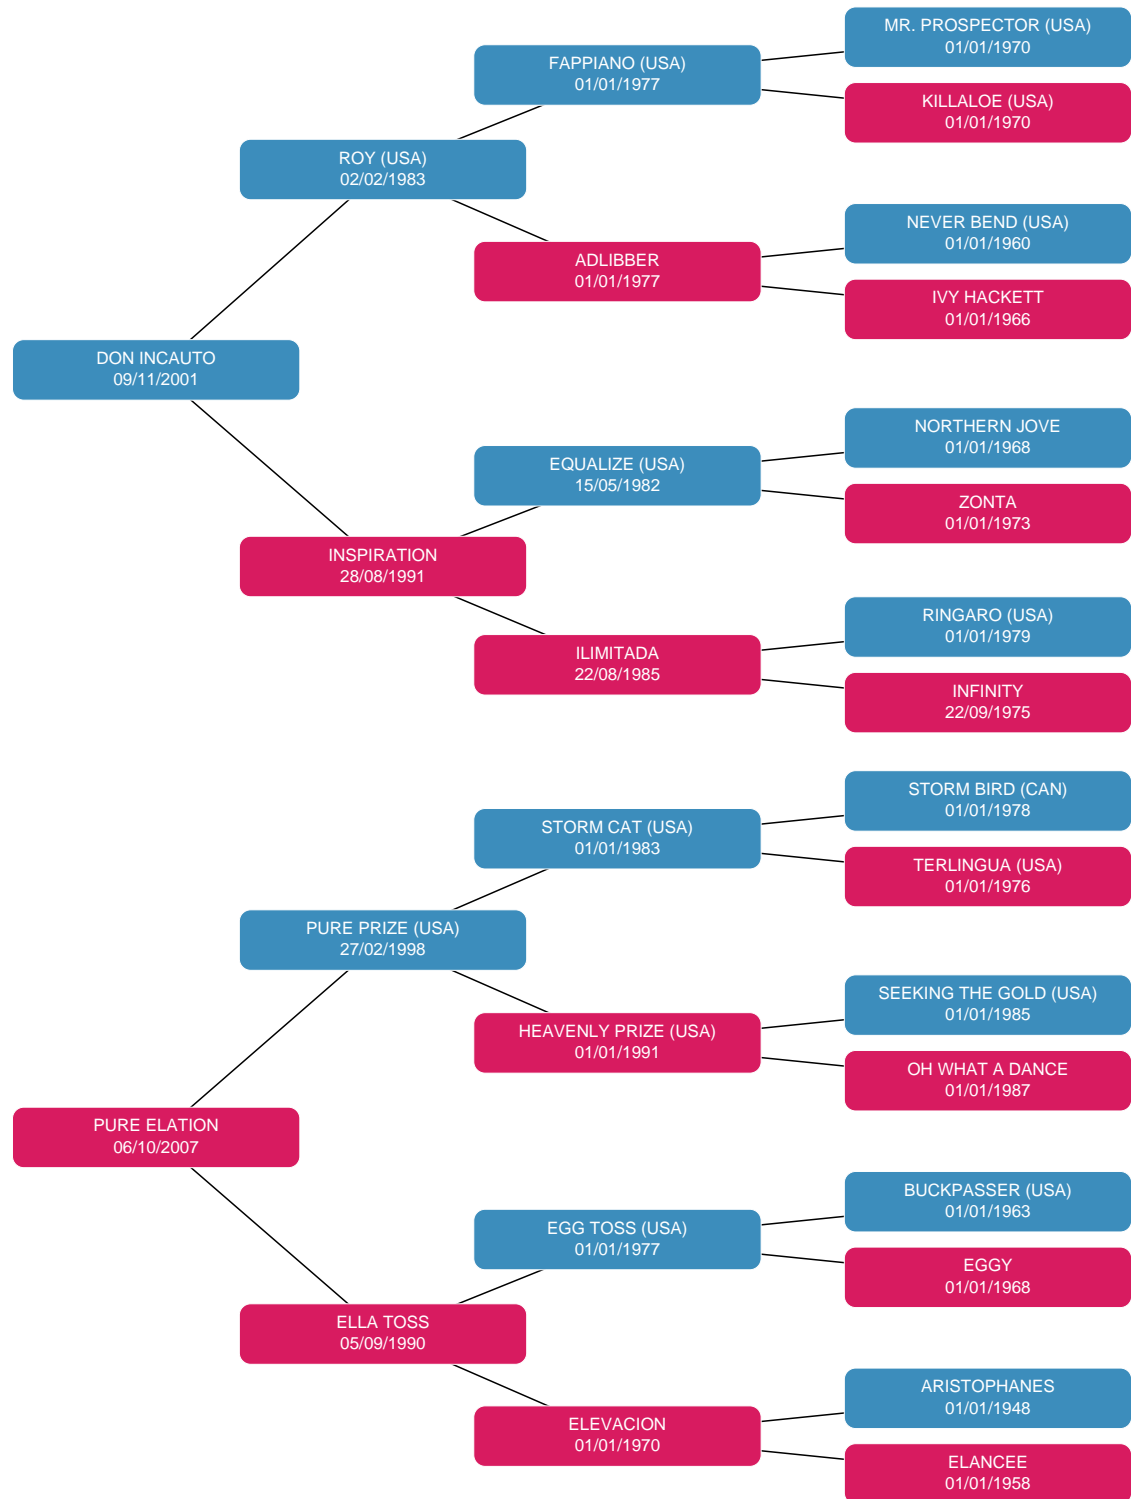 MR. PROSPECTOR (USA)
01/01/1970
FAPPIANO (USA)
01/01/1977
KILLALOE (USA)
01/01/1970
ROY (USA)
02/02/1983
NEVER BEND (USA)
01/01/1960
ADLIBBER
01/01/1977
IVY HACKETT
01/01/1966
DON INCAUTO
09/11/2001
NORTHERN JOVE
01/01/1968
EQUALIZE (USA)
15/05/1982
ZONTA
01/01/1973
INSPIRATION
28/08/1991
RINGARO (USA)
01/01/1979
ILIMITADA
22/08/1985
INFINITY
22/09/1975
STORM BIRD (CAN)
01/01/1978
STORM CAT (USA)
01/01/1983
TERLINGUA (USA)
01/01/1976
PURE PRIZE (USA)
27/02/1998
SEEKING THE GOLD (USA)
01/01/1985
HEAVENLY PRIZE (USA)
01/01/1991
OH WHAT A DANCE
01/01/1987
PURE ELATION
06/10/2007
BUCKPASSER (USA)
01/01/1963
EGG TOSS (USA)
01/01/1977
EGGY
01/01/1968
ELLA TOSS
05/09/1990
ARISTOPHANES
01/01/1948
ELEVACION
01/01/1970
ELANCEE
01/01/1958